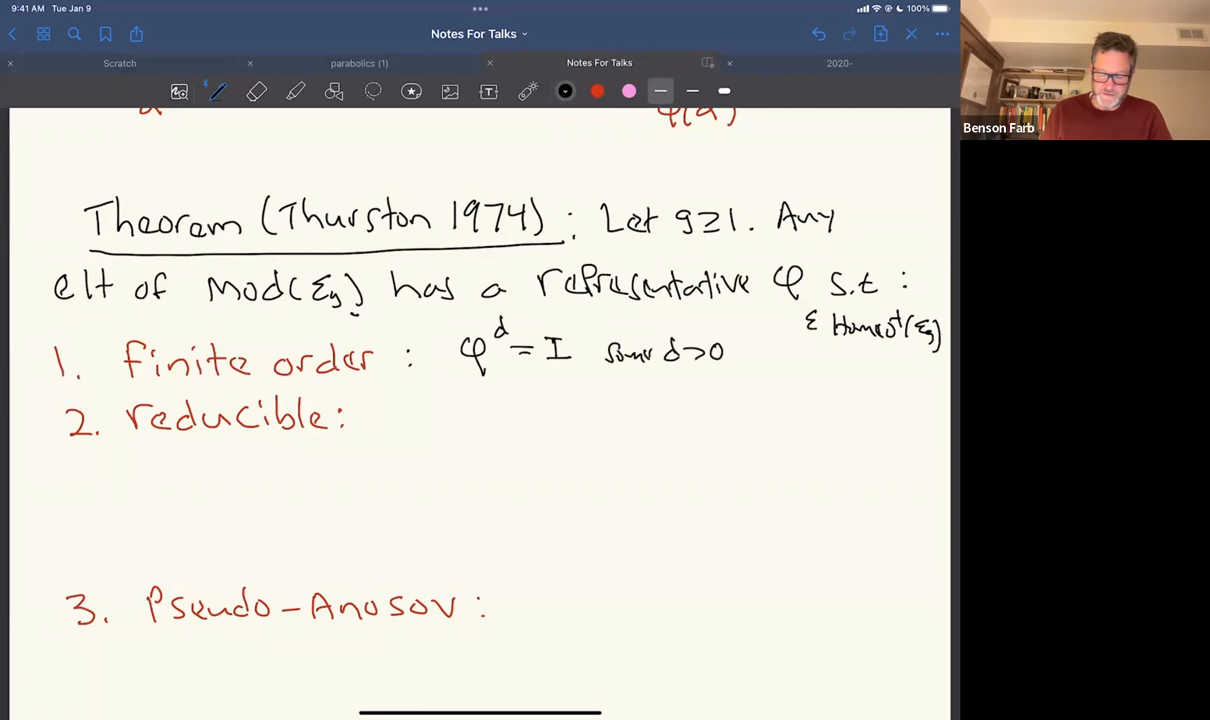 9:41 AM Tue Jan 9
100%
Notes For Talks
Scratch
parabolics (1)
Notes For Talks
2020-
Benson Farb
φ(α)
Theorem (Thurston 1974): Let g≥1. Any
elt of Mod(Σg) has a representative φ s.t:
∈ Homeo⁺(Σg)
1. finite order: φ^d = I some d>0
2. reducible:
3. Pseudo-Anosov: